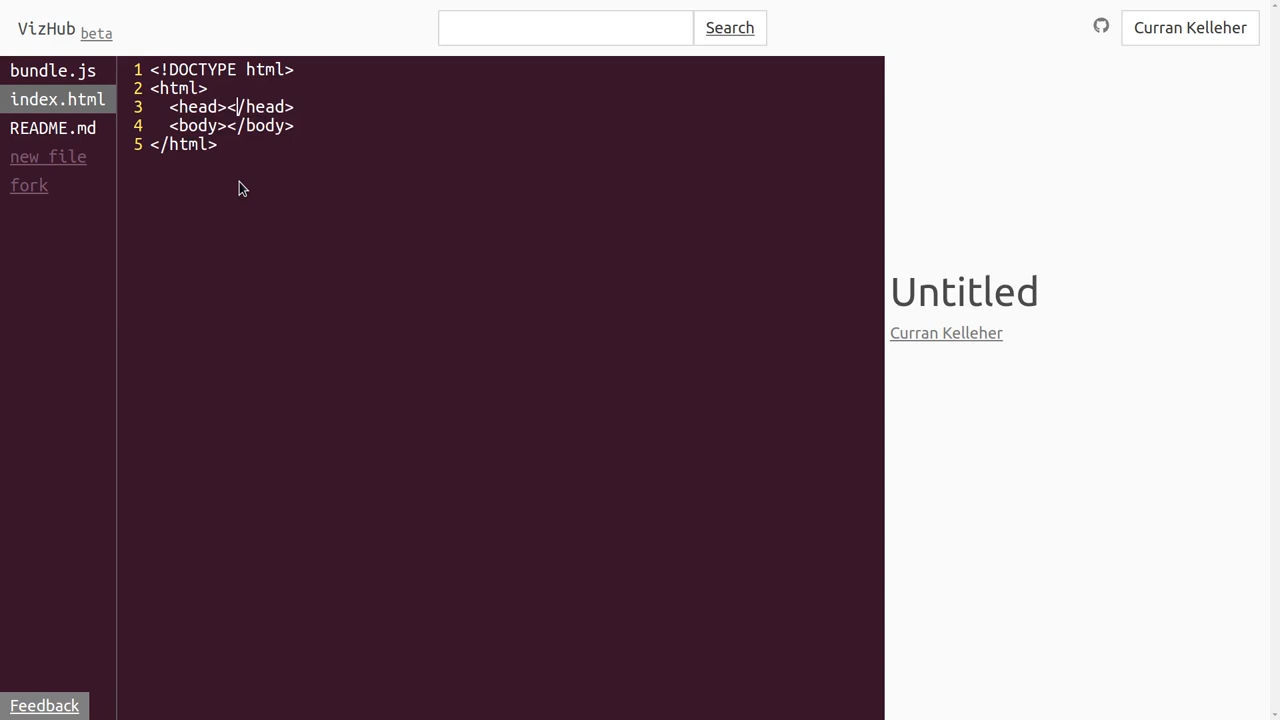 VizHub beta
Search
Curran Kelleher
bundle.js
index.html
README.md
new file
fork
1 <!DOCTYPE html>
2 <html>
3   <head></head>
4   <body></body>
5 </html>
Untitled
Curran Kelleher
Feedback